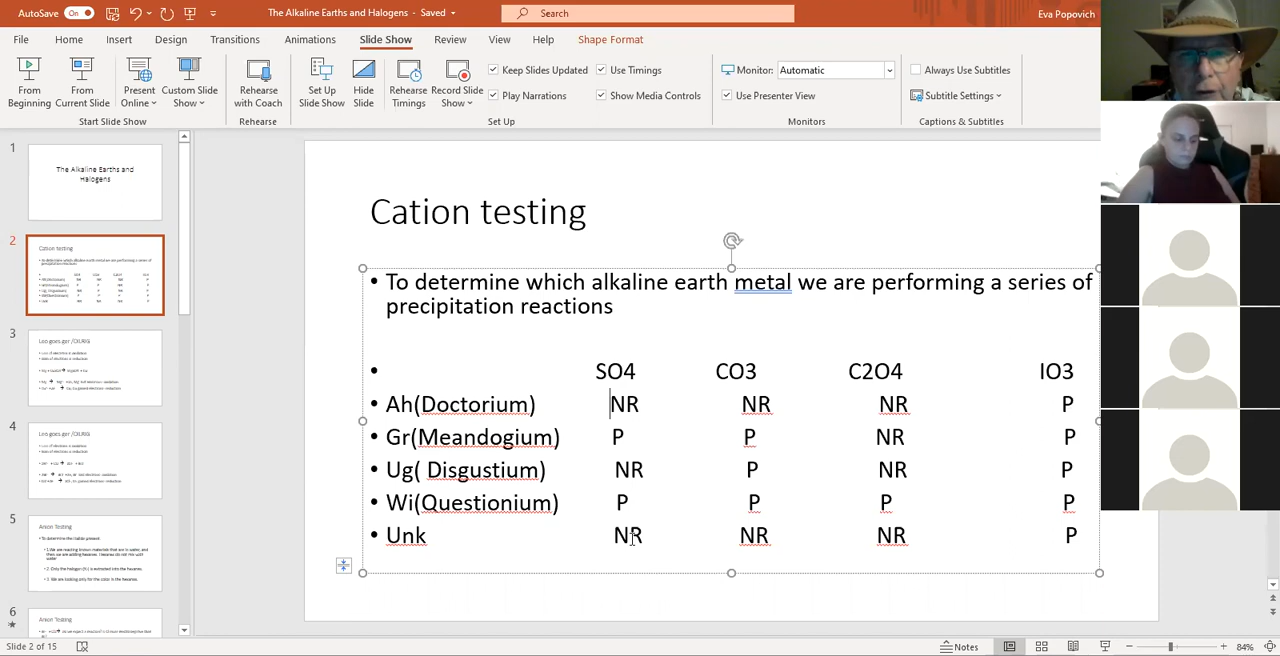 AutoSave On The Alkaline Earths and Halogens - Saved Search Eva Popovich
File Home Insert Design Transitions Animations Slide Show Review View Help Shape Format
From Beginning
From Current Slide
Present Online
Custom Slide Show
Start Slide Show
Rehearse with Coach
Rehearse
Set Up Slide Show
Hide Slide
Rehearse Timings
Record Slide Show
Keep Slides Updated
Play Narrations
Use Timings
Show Media Controls
Set Up
Monitor: Automatic
Use Presenter View
Monitors
Always Use Subtitles
Subtitle Settings
Captions & Subtitles
1
The Alkaline Earths and
Halogens
2
Cation testing
3
4
5
Anion Testing
6
Anion Testing
Cation testing
• To determine which alkaline earth metal we are performing a series of
precipitation reactions
• SO4 CO3 C2O4 IO3
• Ah(Doctorium) NR NR NR P
• Gr(Meandogium) P P NR P
• Ug( Disgustium) NR P NR P
• Wi(Questionium) P P P P
• Unk NR NR NR P
Slide 2 of 15 Notes 84%